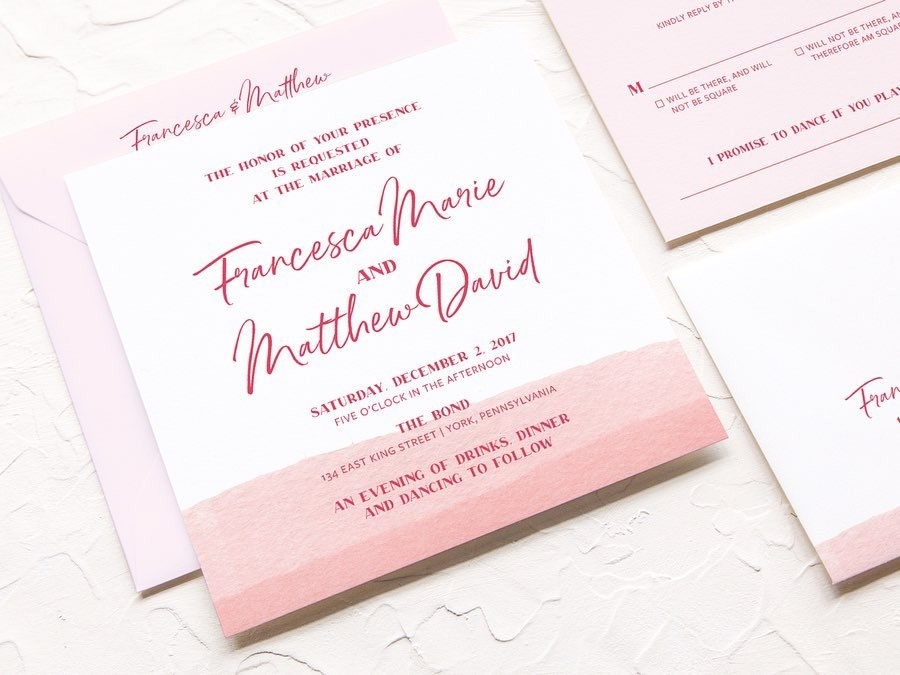 Francesca & Matthew
THE HONOR OF YOUR PRESENCE
IS REQUESTED
AT THE MARRIAGE OF
Francesca Marie
AND
Matthew David
SATURDAY, DECEMBER 2, 2017
FIVE O'CLOCK IN THE AFTERNOON
THE BOND
134 EAST KING STREET | YORK, PENNSYLVANIA
AN EVENING OF DRINKS, DINNER
AND DANCING TO FOLLOW
KINDLY REPLY BY
M
WILL BE THERE, AND WILL
NOT BE SQUARE
WILL NOT BE THERE, AN
THEREFORE AM SQUAR
I PROMISE TO DANCE IF YOU PLAY
Fran